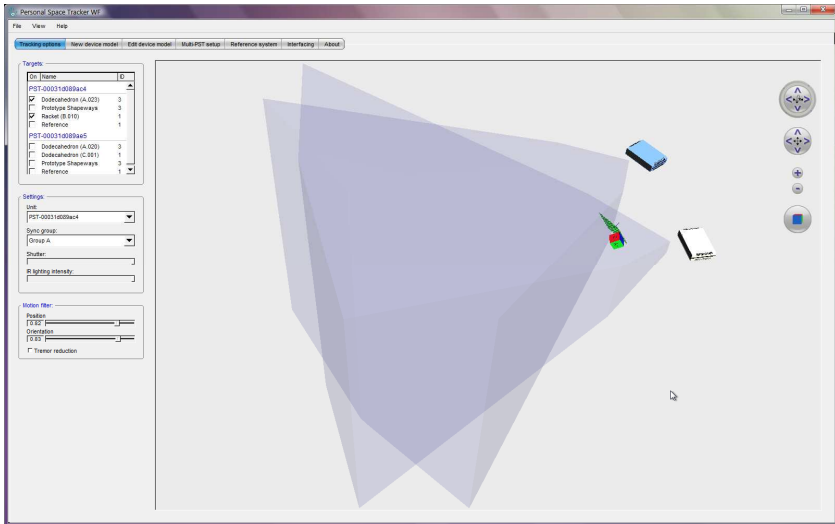 Personal Space Tracker WF
File View Help
Tracking options New device model Edit device model Multi-PST setup Reference system Interfacing About
Targets:
On Name ID
PST-00031d089ac4
Dodecahedron (A.023) 3
Prototype Shapeways 3
Racket (B.010) 1
Reference 1
PST-00031d089ae5
Dodecahedron (A.020) 3
Dodecahedron (C.001) 1
Prototype Shapeways 3
Reference 1
Settings:
Unit:
PST-00031d089ac4
Sync group:
Group A
Shutter:
IR lighting intensity:
Motion filter:
Position
0.82
Orientation
0.83
Tremor reduction